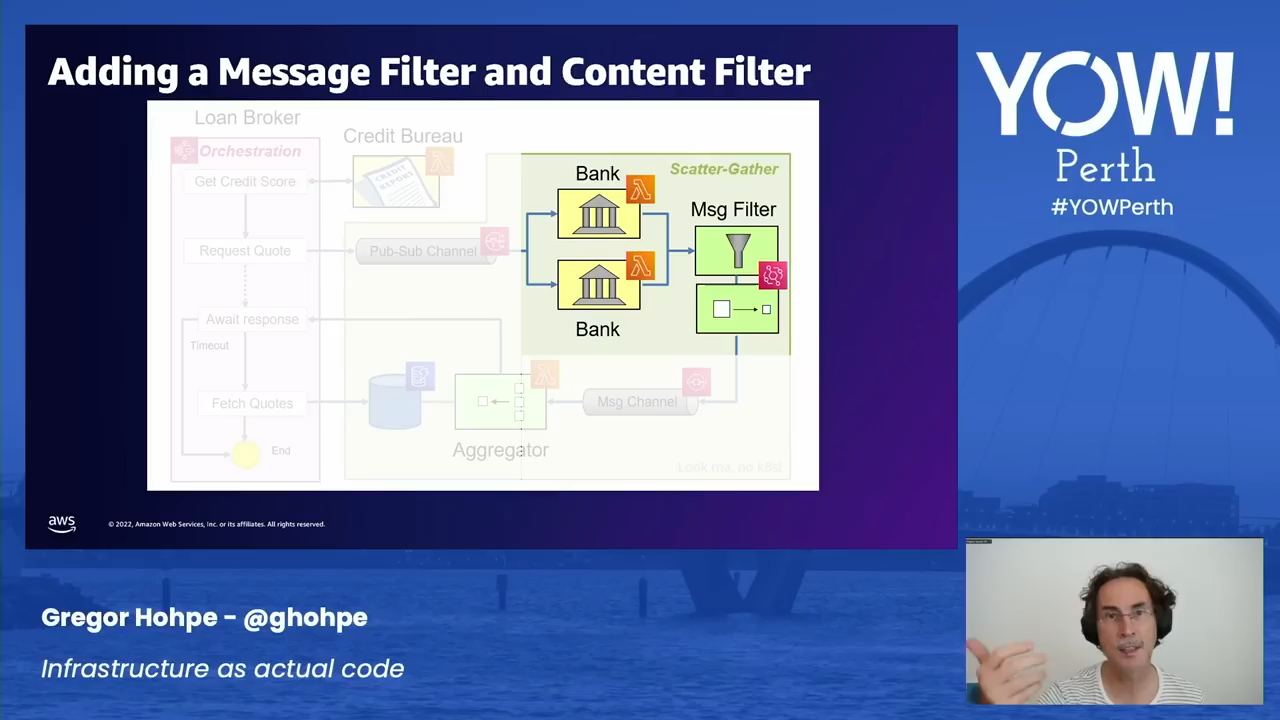 Adding a Message Filter and Content Filter
Loan Broker
Orchestration
Get Credit Score
Request Quote
Await response
Timeout
Fetch Quotes
End
Credit Bureau
CREDIT
REPORT
Pub-Sub Channel
Scatter-Gather
Bank
Bank
Msg Filter
Msg Channel
Aggregator
Look ma, no k8s!
aws
© 2022, Amazon Web Services, Inc. or its affiliates. All rights reserved.
YOW!
Perth
#YOWPerth
Gregor Hohpe - @ghohpe
Infrastructure as actual code